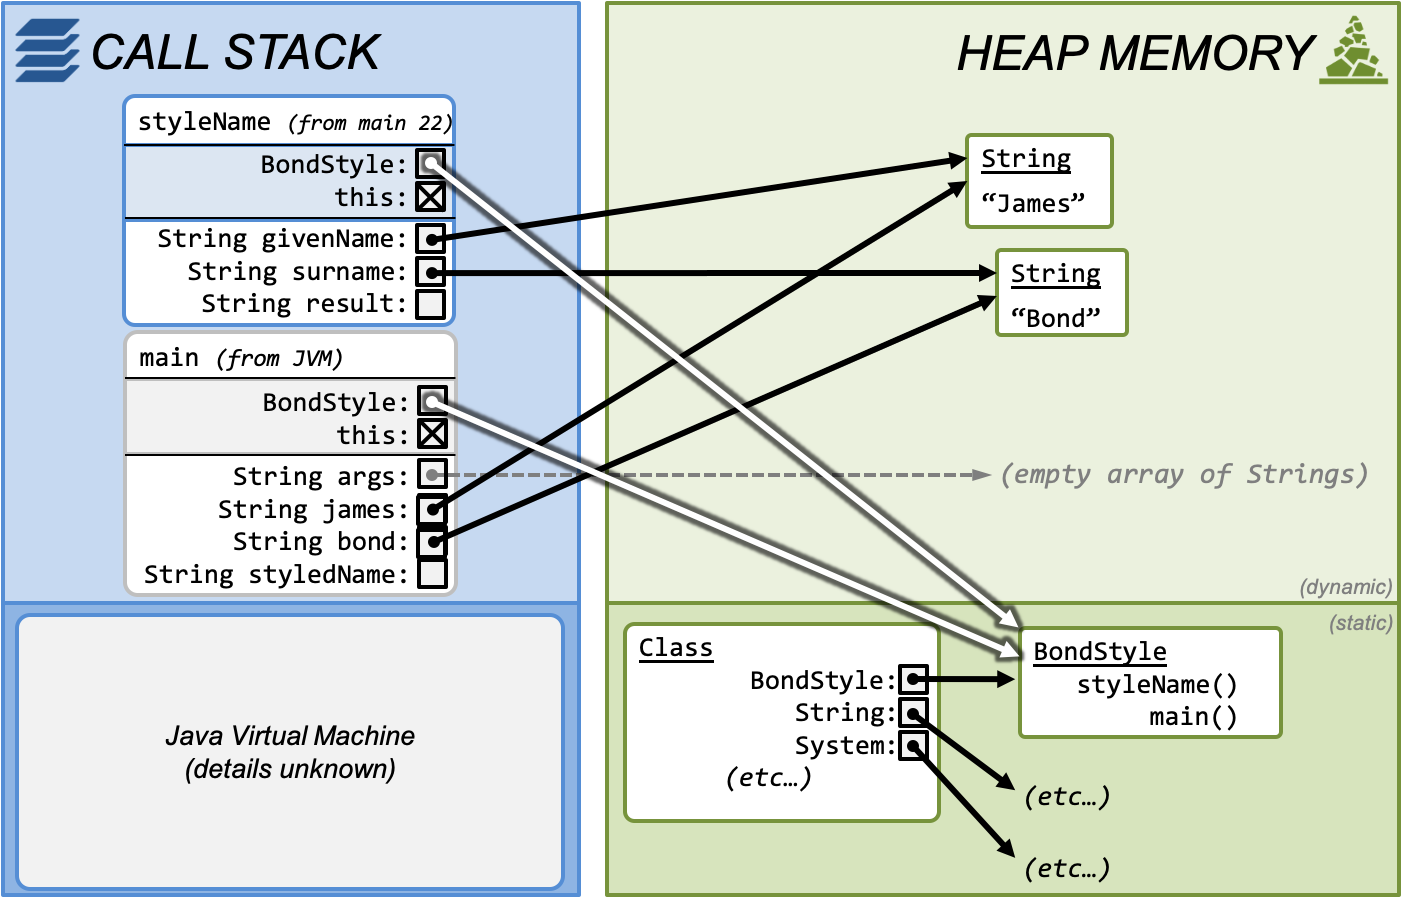 CALL STACK
styleName (from main 22)
BondStyle:
this:
String givenName:
String surname:
String result:
main (from JVM)
BondStyle:
this:
String args:
String james:
String bond:
String styledName:
Java Virtual Machine
(details unknown)
HEAP MEMORY
String
“James”
String
“Bond”
(empty array of Strings)
(dynamic)
(static)
Class
BondStyle:
String:
System:
(etc…)
BondStyle
styleName()
main()
(etc…)
(etc…)